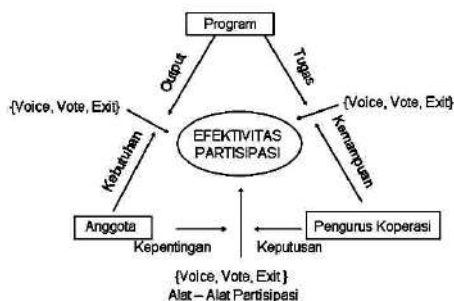 Program
Output
Tugas
{Voice, Vote, Exit}
{Voice, Vote, Exit}
EFEKTIVITAS
PARTISIPASI
Kebutuhan
Kemampuan
Anggota
Pengurus Koperasi
Kepentingan
Keputusan
{Voice, Vote, Exit }
Alat – Alat Partisipasi